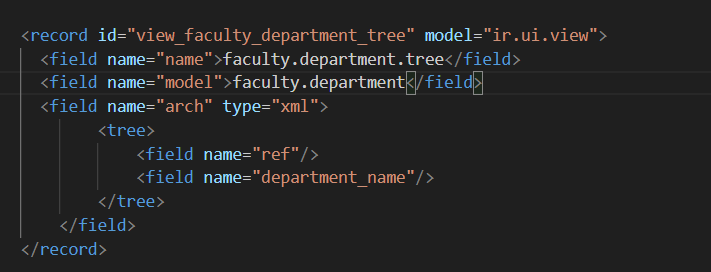 <record id="view_faculty_department_tree" model="ir.ui.view">
<field name="name">faculty.department.tree</field>
<field name="model">faculty.department</field>
<field name="arch" type="xml">
<tree>
<field name="ref"/>
<field name="department_name"/>
</tree>
</field>
</record>